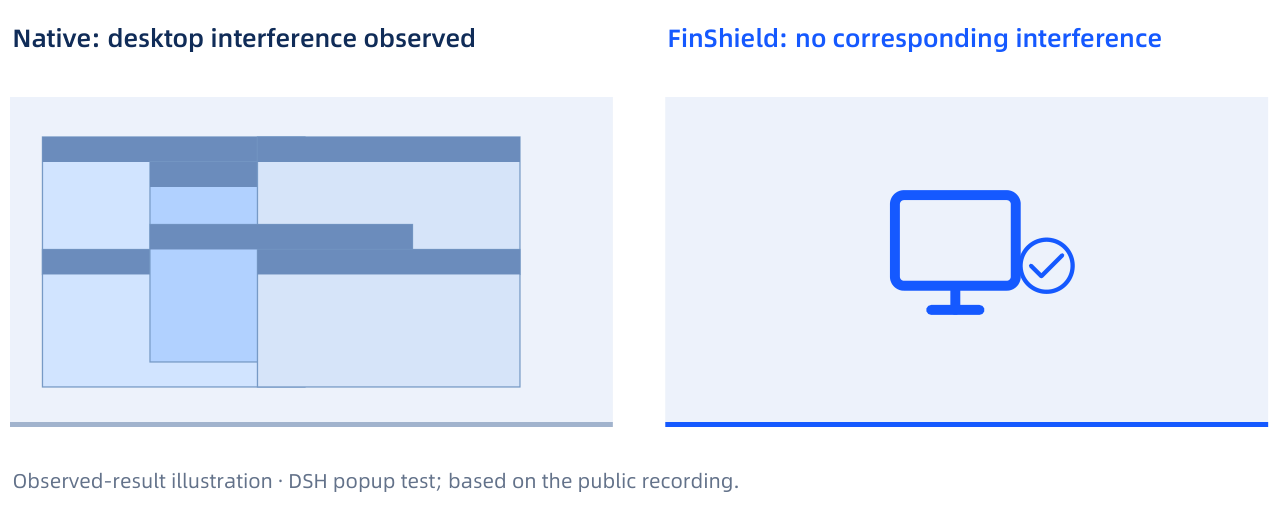 Native: desktop interference observed
FinShield: no corresponding interference
Observed-result illustration · DSH popup test; based on the public recording.